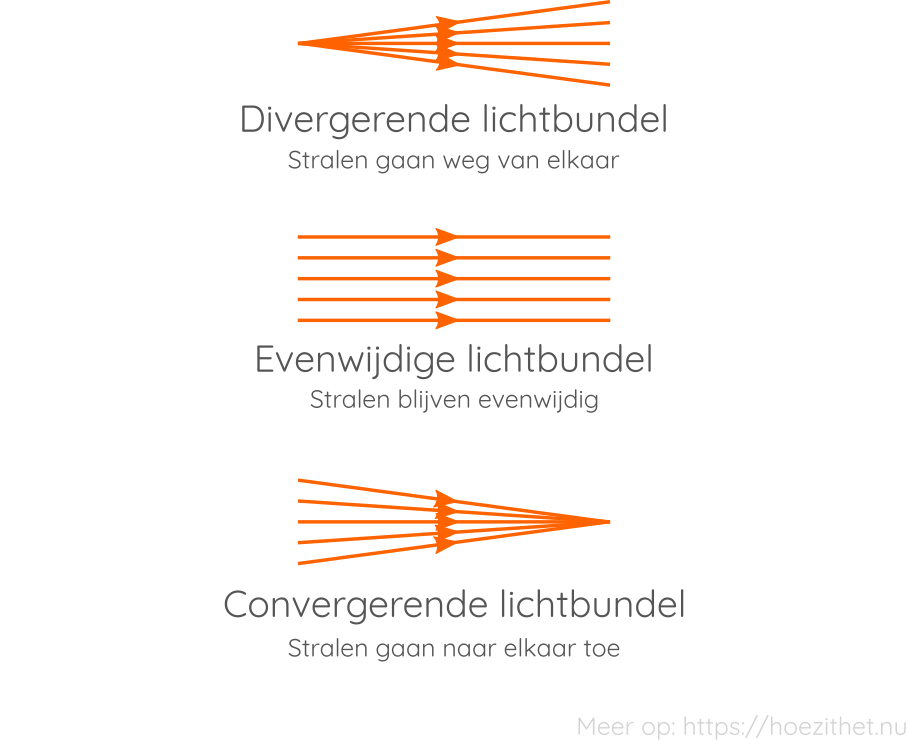 Divergerende lichtbundel
Stralen gaan weg van elkaar
Evenwijdige lichtbundel
Stralen blijven evenwijdig
Convergerende lichtbundel
Stralen gaan naar elkaar toe
Meer op: https://hoezithet.nu